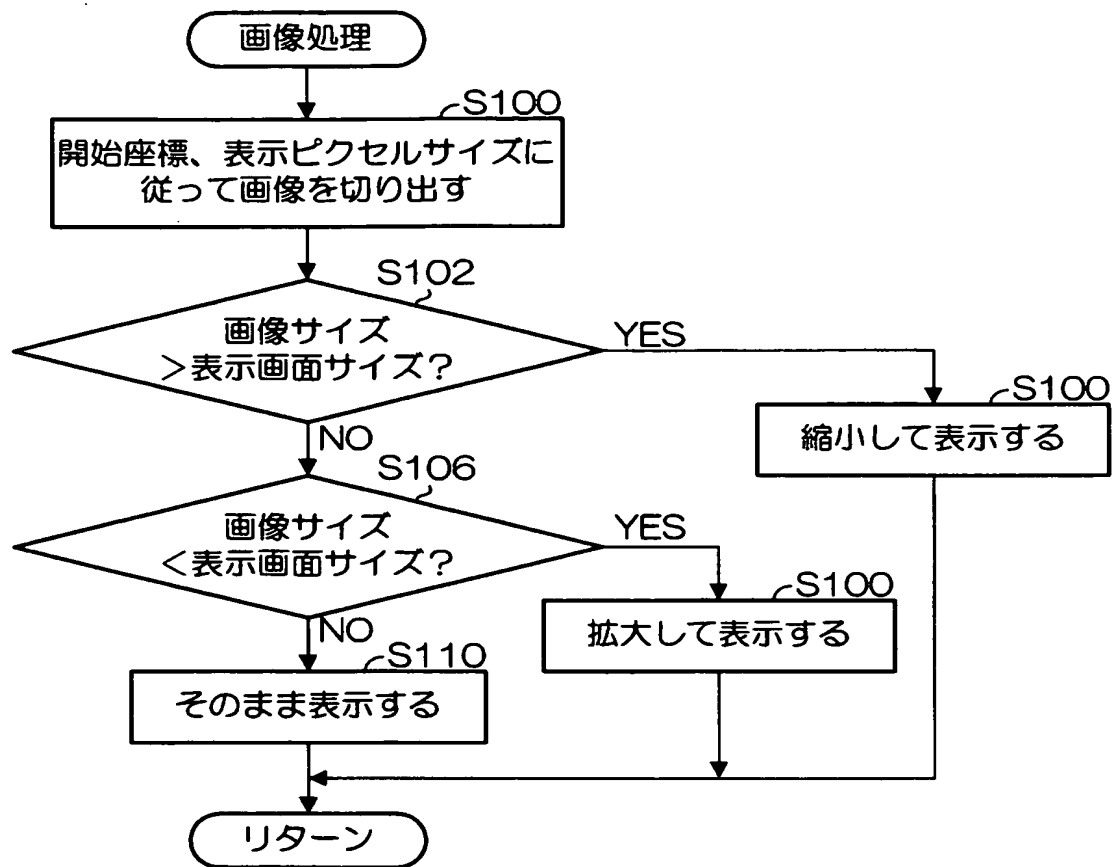 画像処理
S100
開始座標、表示ピクセルサイズに
従って画像を切り出す
S102
画像サイズ
>表示画面サイズ?
YES
NO
S100
縮小して表示する
S106
画像サイズ
<表示画面サイズ?
YES
NO
S100
拡大して表示する
S110
そのまま表示する
リターン